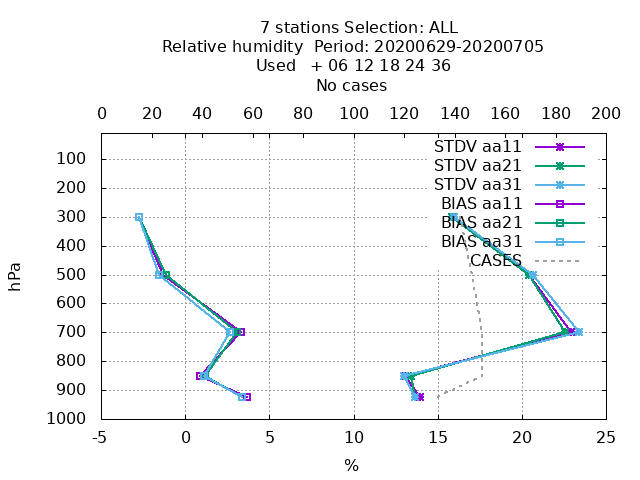 7 stations Selection: ALL
Relative humidity  Period: 20200629-20200705
Used   + 06 12 18 24 36
No cases
0 20 40 60 80 100 120 140 160 180 200
STDV aa11
STDV aa21
STDV aa31
BIAS aa11
BIAS aa21
BIAS aa31
CASES
100
200
300
400
500
600
700
800
900
1000
hPa
-5 0 5 10 15 20 25
%